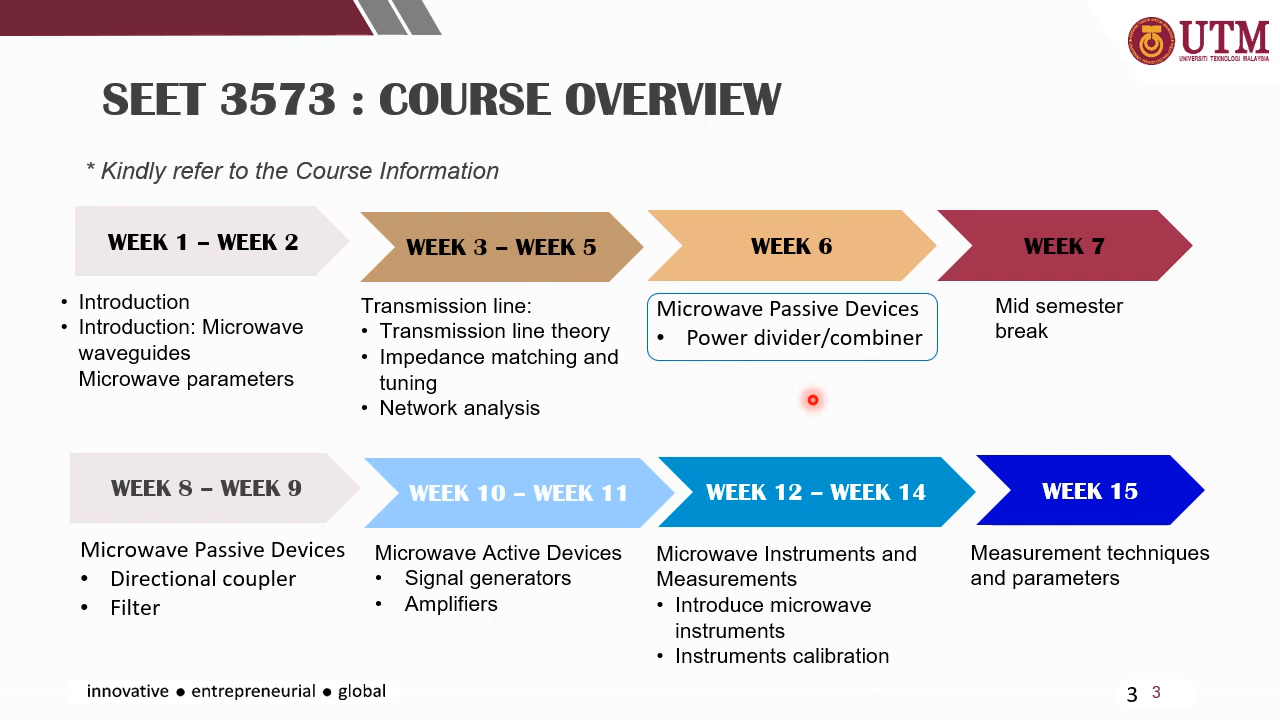 UTM
UNIVERSITI TEKNOLOGI MALAYSIA
SEET 3573 : COURSE OVERVIEW
* Kindly refer to the Course Information
WEEK 1 – WEEK 2
WEEK 3 – WEEK 5
WEEK 6
WEEK 7
• Introduction
• Introduction: Microwave
waveguides
Microwave parameters
Transmission line:
• Transmission line theory
• Impedance matching and
tuning
• Network analysis
Microwave Passive Devices
• Power divider/combiner
Mid semester
break
WEEK 8 – WEEK 9
WEEK 10 – WEEK 11
WEEK 12 – WEEK 14
WEEK 15
Microwave Passive Devices
• Directional coupler
• Filter
Microwave Active Devices
• Signal generators
• Amplifiers
Microwave Instruments and
Measurements
• Introduce microwave
instruments
• Instruments calibration
Measurement techniques
and parameters
innovative ● entrepreneurial ● global
3 3